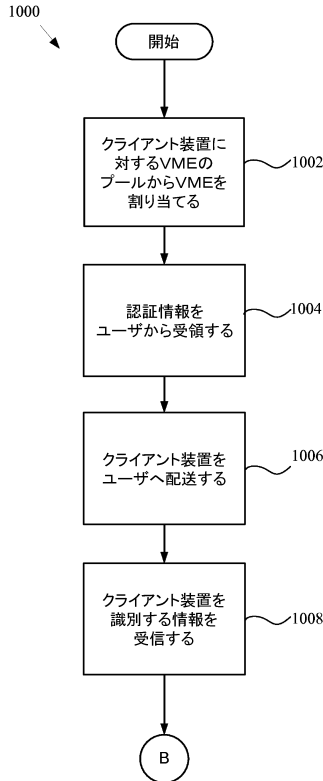 1000
開始
クライアント装置に
対するVMEの
プールからVMEを
割り当てる
1002
認証情報を
ユーザから受領する
1004
クライアント装置を
ユーザへ配送する
1006
クライアント装置を
識別する情報を
受信する
1008
B